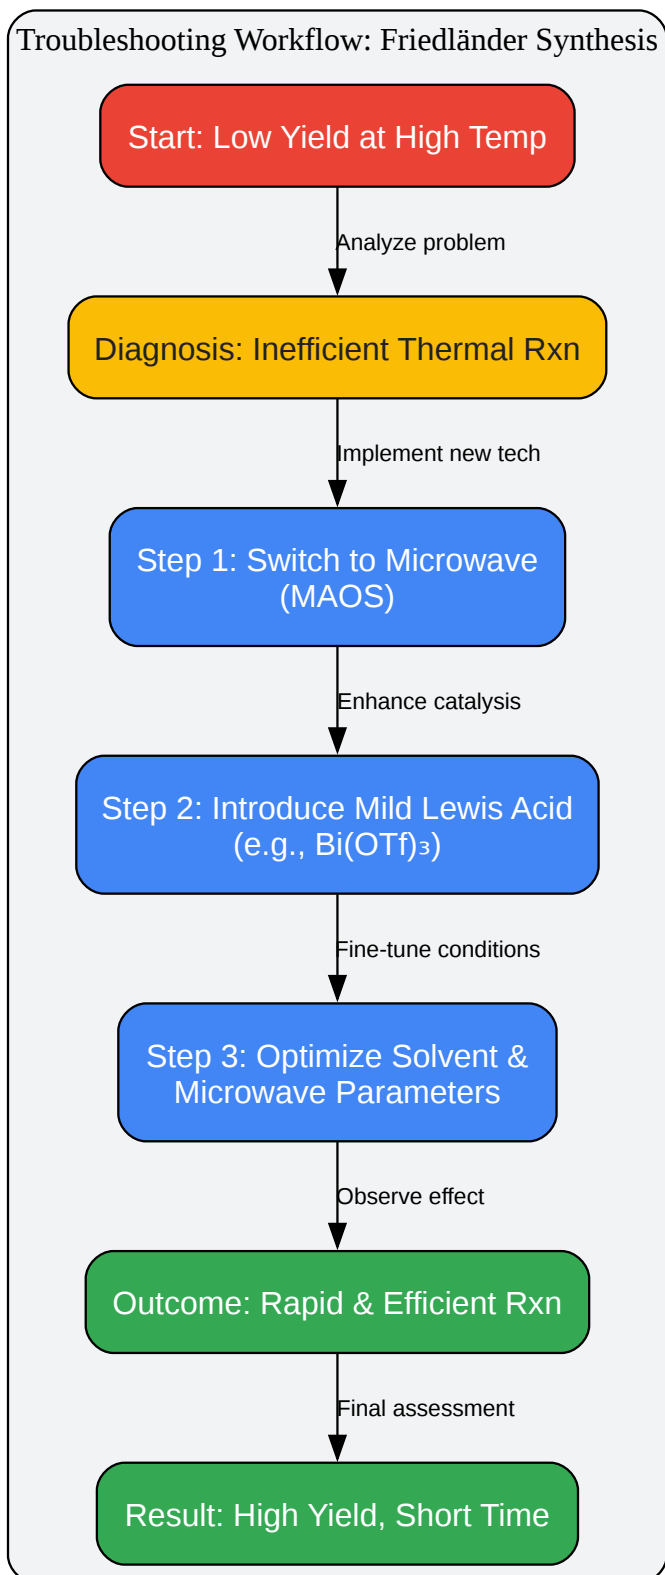 Troubleshooting Workflow: Friedländer Synthesis
Start: Low Yield at High Temp
Analyze problem
Diagnosis: Inefficient Thermal Rxn
Implement new tech
Step 1: Switch to Microwave
(MAOS)
Enhance catalysis
Step 2: Introduce Mild Lewis Acid
(e.g., Bi(OTf)₃)
Fine-tune conditions
Step 3: Optimize Solvent &
Microwave Parameters
Observe effect
Outcome: Rapid & Efficient Rxn
Final assessment
Result: High Yield, Short Time